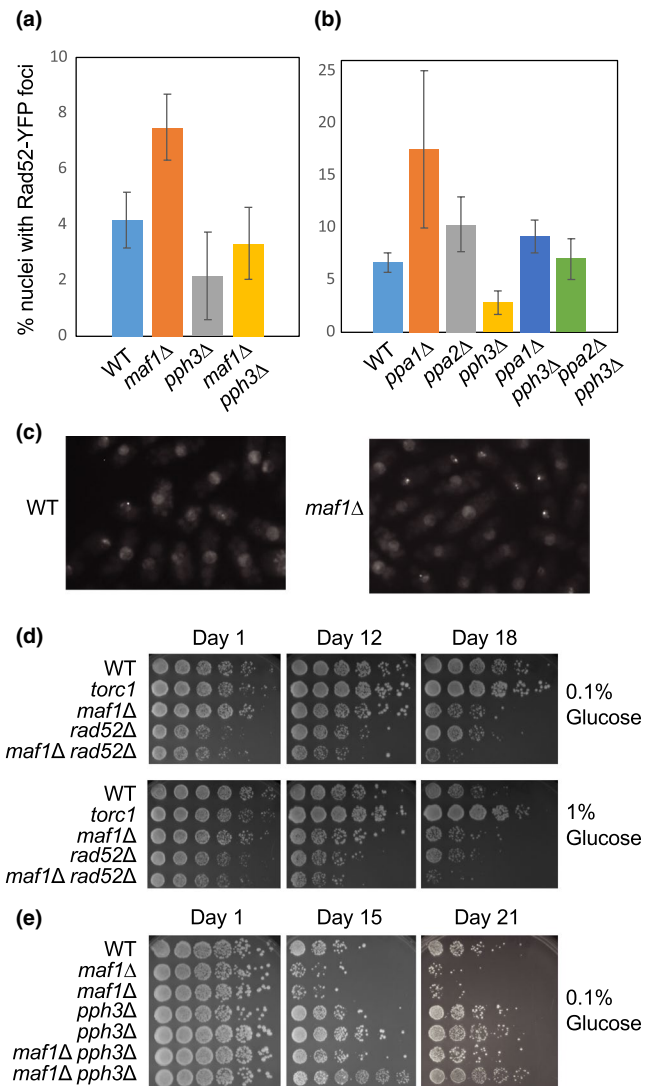 (a)
% nuclei with Rad52-YFP foci
10
8
6
4
2
0
WT
maf1Δ
pph3Δ
maf1Δ
pph3Δ
(b)
25
20
15
10
5
0
WT
ppa1Δ
ppa2Δ
pph3Δ
ppa1Δ
pph3Δ
ppa2Δ
pph3Δ
(c)
WT
maf1Δ
(d)
Day 1 Day 12 Day 18
WT
torc1
maf1Δ
rad52Δ
maf1Δ rad52Δ
0.1%
Glucose
WT
torc1
maf1Δ
rad52Δ
maf1Δ rad52Δ
1%
Glucose
(e)
Day 1 Day 15 Day 21
WT
maf1Δ
maf1Δ
pph3Δ
pph3Δ
maf1Δ pph3Δ
maf1Δ pph3Δ
0.1%
Glucose